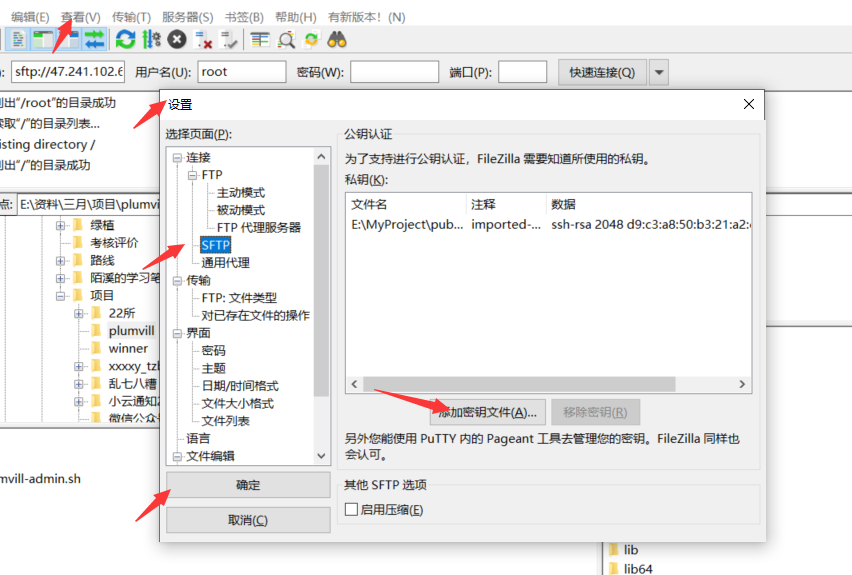 编辑(E) 查看(V) 传输(T) 服务器(S) 书签(B) 帮助(H) 有新版本! (N)
): sftp://47.241.102.6 用户名(U): root 密码(W): 端口(P): 快速连接(Q)
列出"/root"的目录成功
读取"/"的目录列表...
isting directory /
列出"/"的目录成功
点: E:\资料\三月\项目\plumvi
绿植
考核评价
路线
陌溪的学习笔
项目
22所
plumvill
winner
xxxxy_tzl
乱七八糟
小云通知
微信公众
mvill-admin.sh
设置
选择页面(P):
连接
FTP
主动模式
被动模式
FTP 代理服务器
SFTP
通用代理
传输
FTP: 文件类型
对已存在文件的操作
界面
密码
主题
日期/时间格式
文件大小格式
文件列表
语言
文件编辑
确定
取消(C)
公钥认证
为了支持进行公钥认证，FileZilla 需要知道所使用的私钥。
私钥(K):
文件名 注释 数据
E:\MyProject\pub... imported-... ssh-rsa 2048 d9:c3:a8:50:b3:21:a2:
添加密钥文件(A)... 移除密钥(R)
另外您能使用 PuTTY 内的 Pageant 工具去管理您的密钥。FileZilla 同样也
会认可。
其他 SFTP 选项
启用压缩(E)
lib
lib64